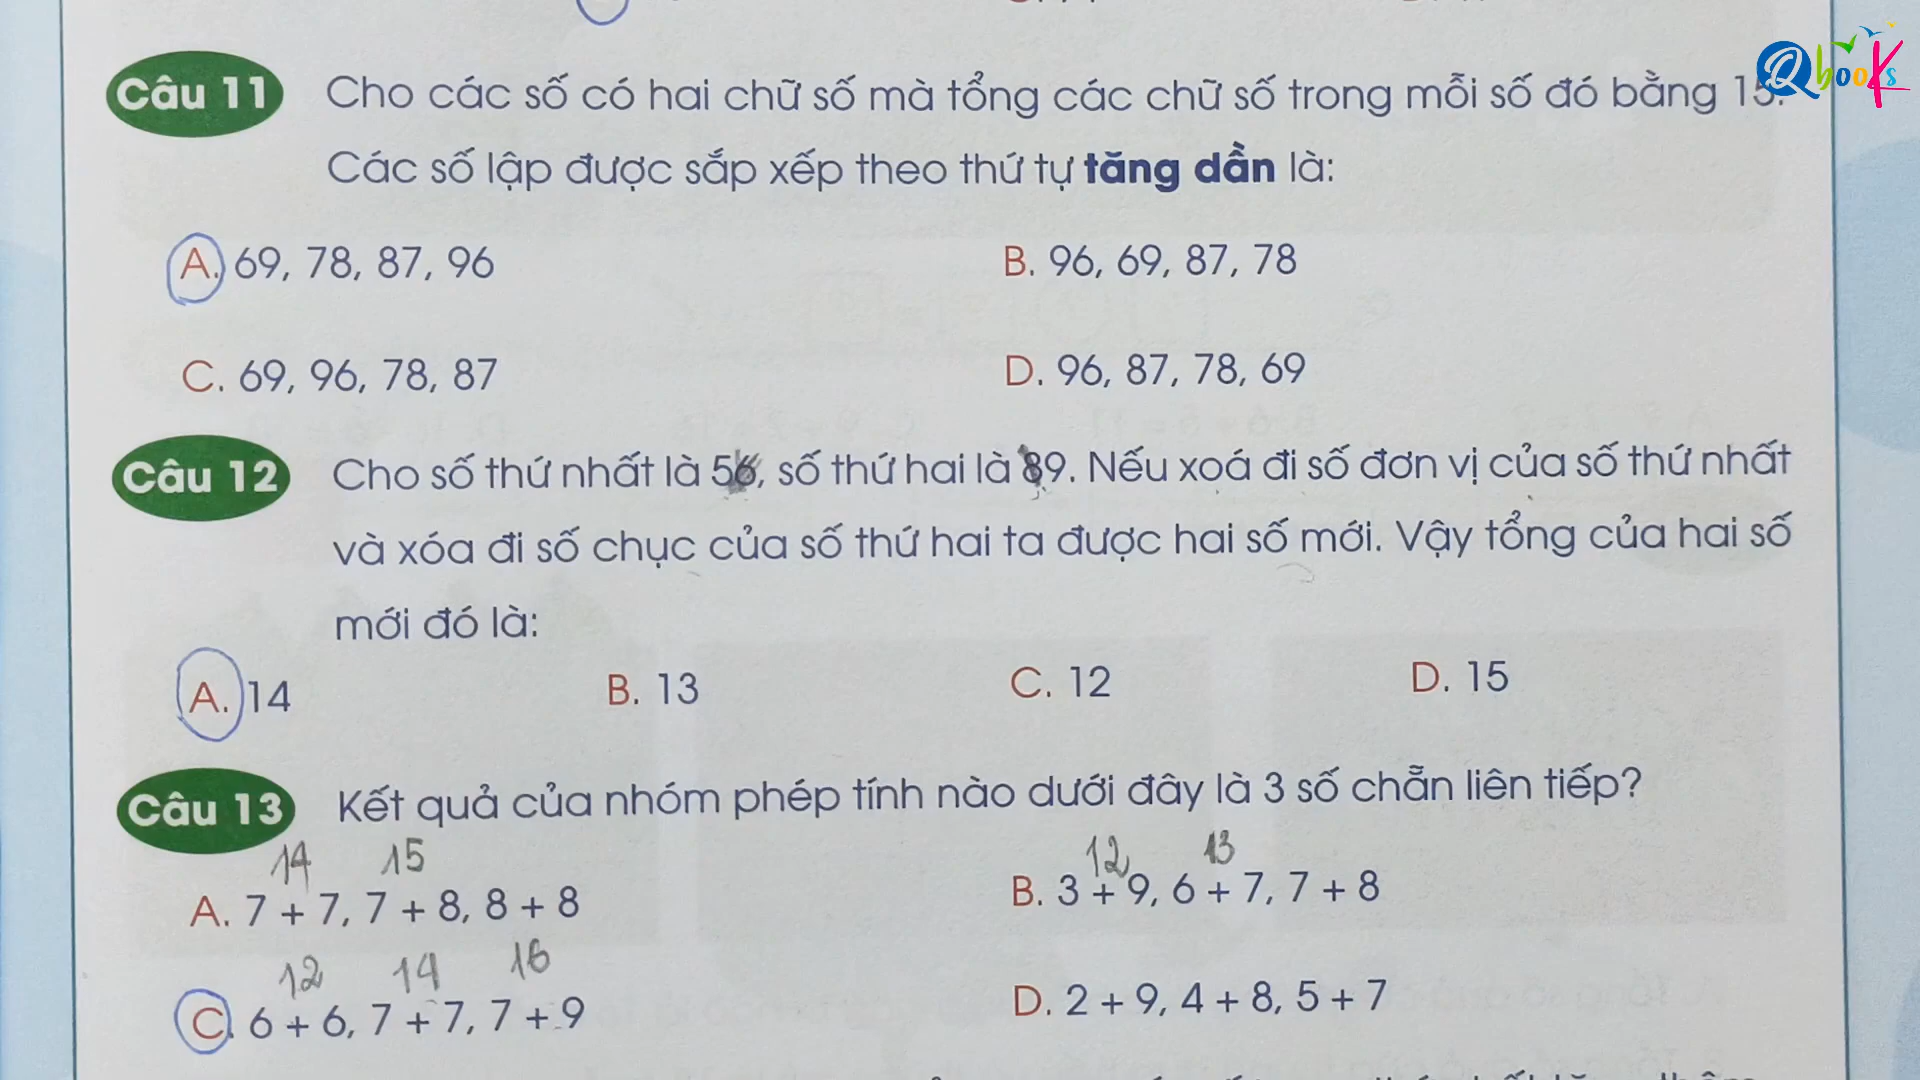 Qbooks
Câu 11 Cho các số có hai chữ số mà tổng các chữ số trong mỗi số đó bằng 15.
Các số lập được sắp xếp theo thứ tự tăng dần là:
A. 69, 78, 87, 96 B. 96, 69, 87, 78
C. 69, 96, 78, 87 D. 96, 87, 78, 69
Câu 12 Cho số thứ nhất là 56, số thứ hai là 89. Nếu xoá đi số đơn vị của số thứ nhất
và xóa đi số chục của số thứ hai ta được hai số mới. Vậy tổng của hai số
mới đó là:
A. 14 B. 13 C. 12 D. 15
Câu 13 Kết quả của nhóm phép tính nào dưới đây là 3 số chẵn liên tiếp?
14 15 12 13
A. 7 + 7, 7 + 8, 8 + 8 B. 3 + 9, 6 + 7, 7 + 8
12 14 16
C. 6 + 6, 7 + 7, 7 + 9 D. 2 + 9, 4 + 8, 5 + 7